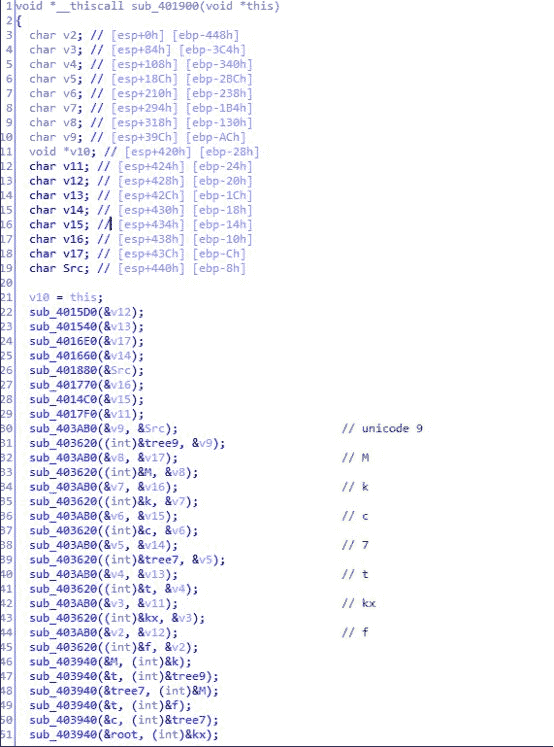 1 void *__thiscall sub_401900(void *this)
2 {
3 char v2; // [esp+0h] [ebp-448h]
4 char v3; // [esp+84h] [ebp-3C4h]
5 char v4; // [esp+108h] [ebp-340h]
6 char v5; // [esp+18Ch] [ebp-2BCh]
7 char v6; // [esp+210h] [ebp-238h]
8 char v7; // [esp+294h] [ebp-1B4h]
9 char v8; // [esp+318h] [ebp-130h]
10 char v9; // [esp+39Ch] [ebp-ACh]
11 void *v10; // [esp+420h] [ebp-28h]
12 char v11; // [esp+424h] [ebp-24h]
13 char v12; // [esp+428h] [ebp-20h]
14 char v13; // [esp+42Ch] [ebp-1Ch]
15 char v14; // [esp+430h] [ebp-18h]
16 char v15; // [esp+434h] [ebp-14h]
17 char v16; // [esp+438h] [ebp-10h]
18 char v17; // [esp+43Ch] [ebp-Ch]
19 char Src; // [esp+440h] [ebp-8h]
20
21 v10 = this;
22 sub_4015D0(&v12);
23 sub_401540(&v13);
24 sub_4016E0(&v17);
25 sub_401660(&v14);
26 sub_401880(&Src);
27 sub_401770(&v16);
28 sub_4014C0(&v15);
29 sub_4017F0(&v11);
30 sub_403AB0(&v9, &Src); // unicode 9
31 sub_403620((int)&tree9, &v9);
32 sub_403AB0(&v8, &v17); // M
33 sub_403620((int)&M, &v8);
34 sub_403AB0(&v7, &v16); // k
35 sub_403620((int)&k, &v7);
36 sub_403AB0(&v6, &v15); // c
37 sub_403620((int)&c, &v6);
38 sub_403AB0(&v5, &v14); // 7
39 sub_403620((int)&tree7, &v5);
40 sub_403AB0(&v4, &v13); // t
41 sub_403620((int)&t, &v4);
42 sub_403AB0(&v3, &v11); // kx
43 sub_403620((int)&kx, &v3);
44 sub_403AB0(&v2, &v12); // f
45 sub_403620((int)&f, &v2);
46 sub_403940(&M, (int)&k);
47 sub_403940(&t, (int)&tree9);
48 sub_403940(&tree7, (int)&M);
49 sub_403940(&t, (int)&f);
50 sub_403940(&c, (int)&tree7);
51 sub_403940(&root, (int)&kx);